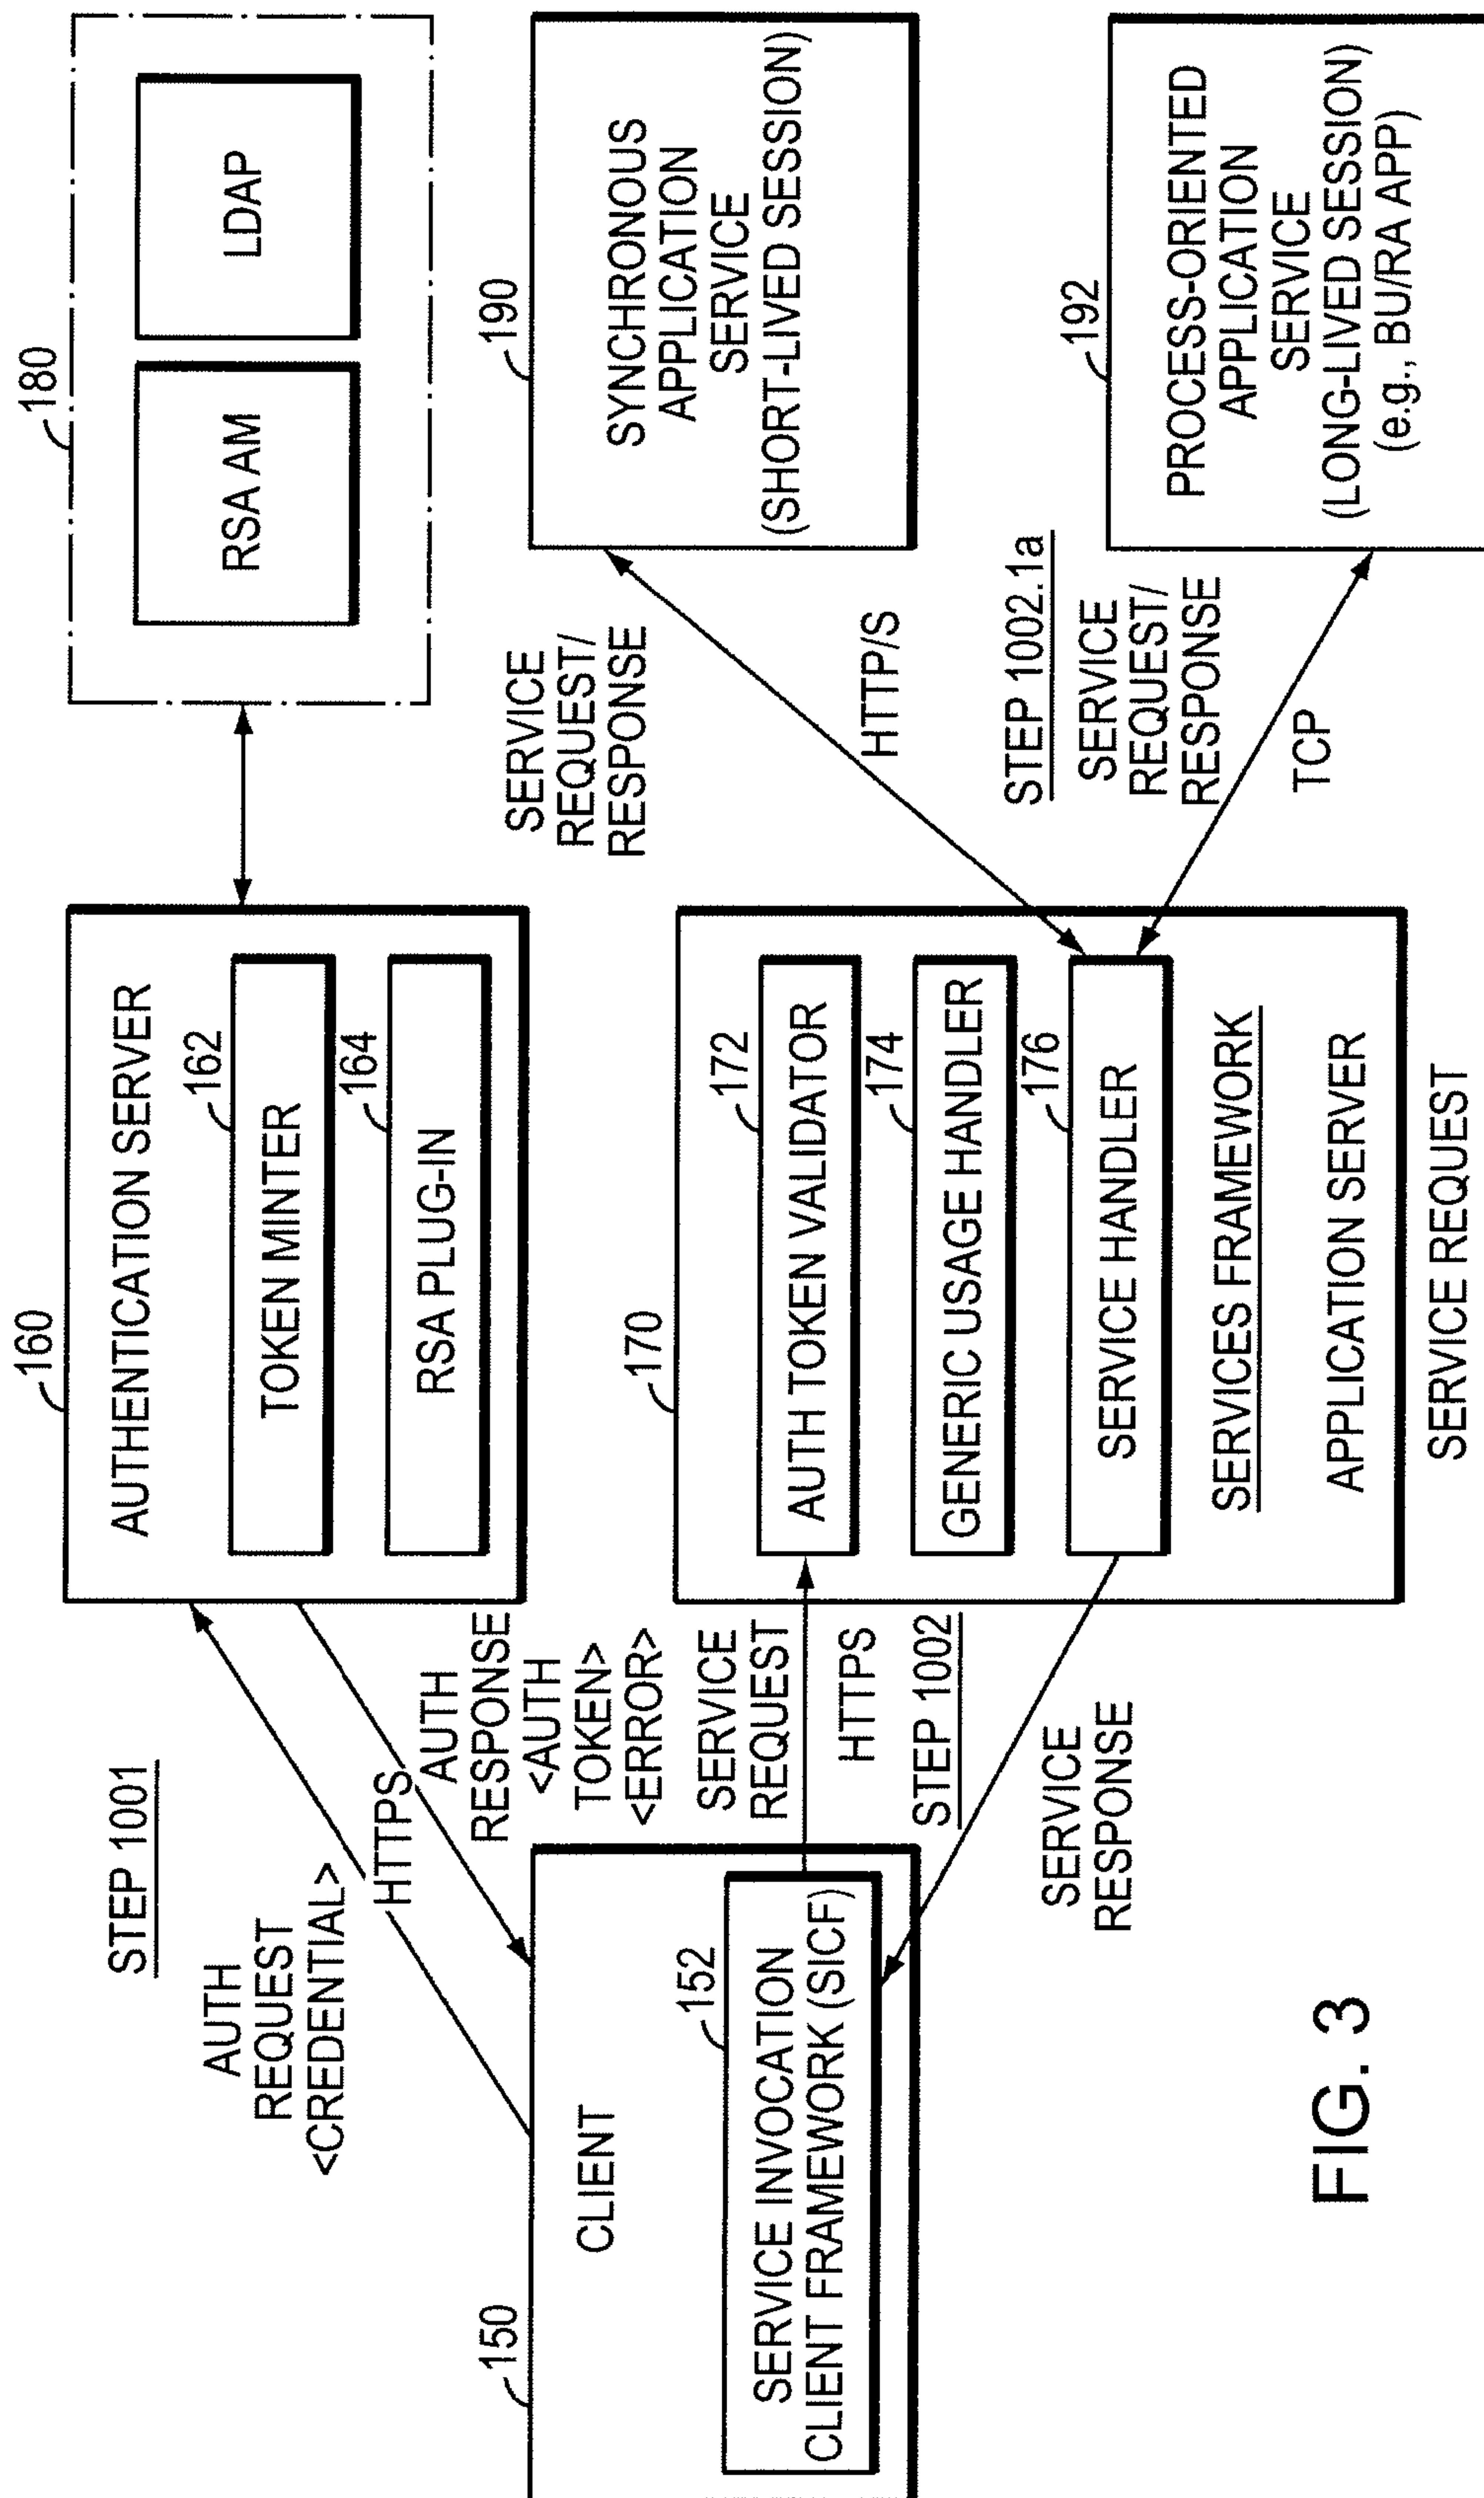 160
AUTHENTICATION SERVER
162
TOKEN MINTER
164
RSA PLUG-IN
180
RSA AM
LDAP
STEP 1001
AUTH
REQUEST
<CREDENTIAL>
HTTPS
AUTH
RESPONSE
<AUTH
TOKEN>
<ERROR>
150
CLIENT
152
SERVICE INVOCATION
CLIENT FRAMEWORK (SICF)
SERVICE
REQUEST
HTTPS
STEP 1002
SERVICE
RESPONSE
170
172
AUTH TOKEN VALIDATOR
174
GENERIC USAGE HANDLER
176
SERVICE HANDLER
SERVICES FRAMEWORK
APPLICATION SERVER
SERVICE REQUEST
SERVICE
REQUEST/
RESPONSE
HTTP/S
190
SYNCHRONOUS
APPLICATION
SERVICE
(SHORT-LIVED SESSION)
STEP 1002.1a
SERVICE
REQUEST/
RESPONSE
TCP
192
PROCESS-ORIENTED
APPLICATION
SERVICE
(LONG-LIVED SESSION)
(e.g., BU/RA APP)
FIG. 3